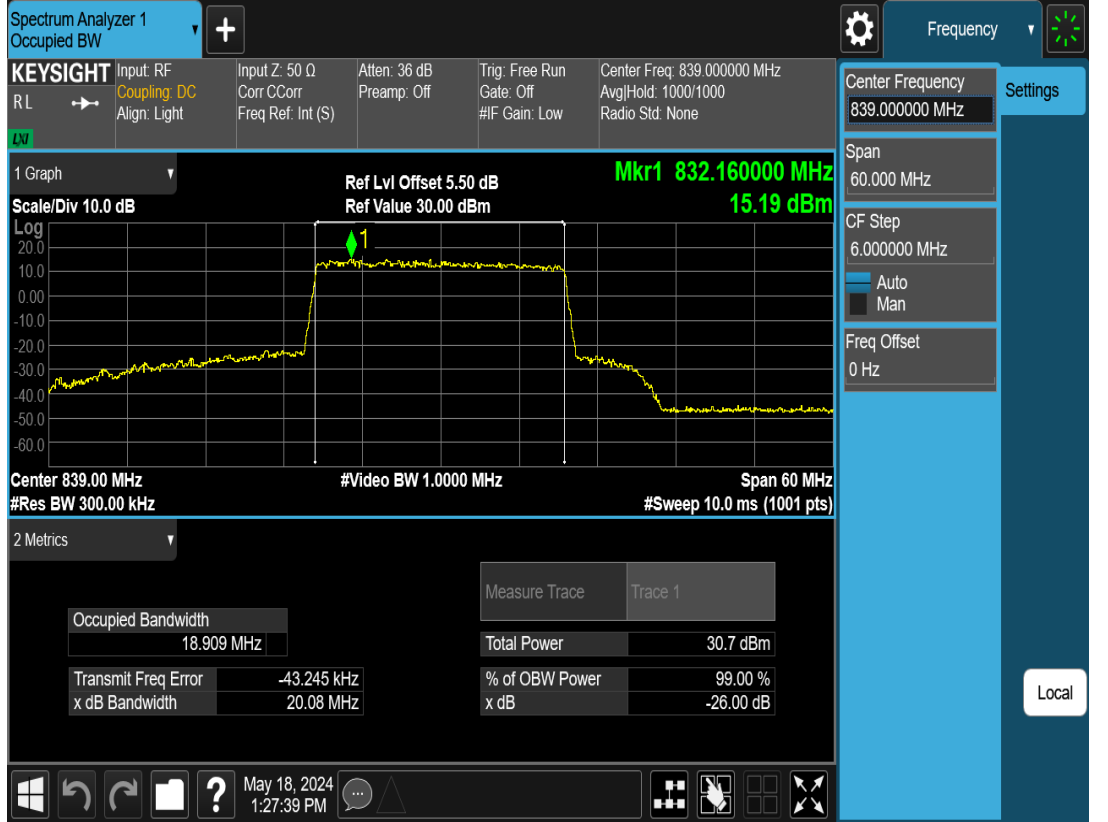 Spectrum Analyzer 1
Occupied BW
+
Frequency
KEYSIGHT
R L
LXI
Input: RF
Coupling: DC
Align: Light
Input Z: 50 Ω
Corr CCorr
Freq Ref: Int (S)
Atten: 36 dB
Preamp: Off
Trig: Free Run
Gate: Off
#IF Gain: Low
Center Freq: 839.000000 MHz
Avg|Hold: 1000/1000
Radio Std: None
Center Frequency
839.000000 MHz
Settings
Span
60.000 MHz
CF Step
6.000000 MHz
Auto
Man
Freq Offset
0 Hz
Local
1 Graph
Ref Lvl Offset 5.50 dB
Mkr1 832.160000 MHz
Scale/Div 10.0 dB
Ref Value 30.00 dBm
15.19 dBm
Log
1
20.0
10.0
0.00
-10.0
-20.0
-30.0
-40.0
-50.0
-60.0
Center 839.00 MHz
#Video BW 1.0000 MHz
Span 60 MHz
#Res BW 300.00 kHz
#Sweep 10.0 ms (1001 pts)
2 Metrics
Measure Trace
Trace 1
Occupied Bandwidth
18.909 MHz
Total Power
30.7 dBm
Transmit Freq Error
-43.245 kHz
% of OBW Power
99.00 %
x dB Bandwidth
20.08 MHz
x dB
-26.00 dB
?
May 18, 2024
1:27:39 PM